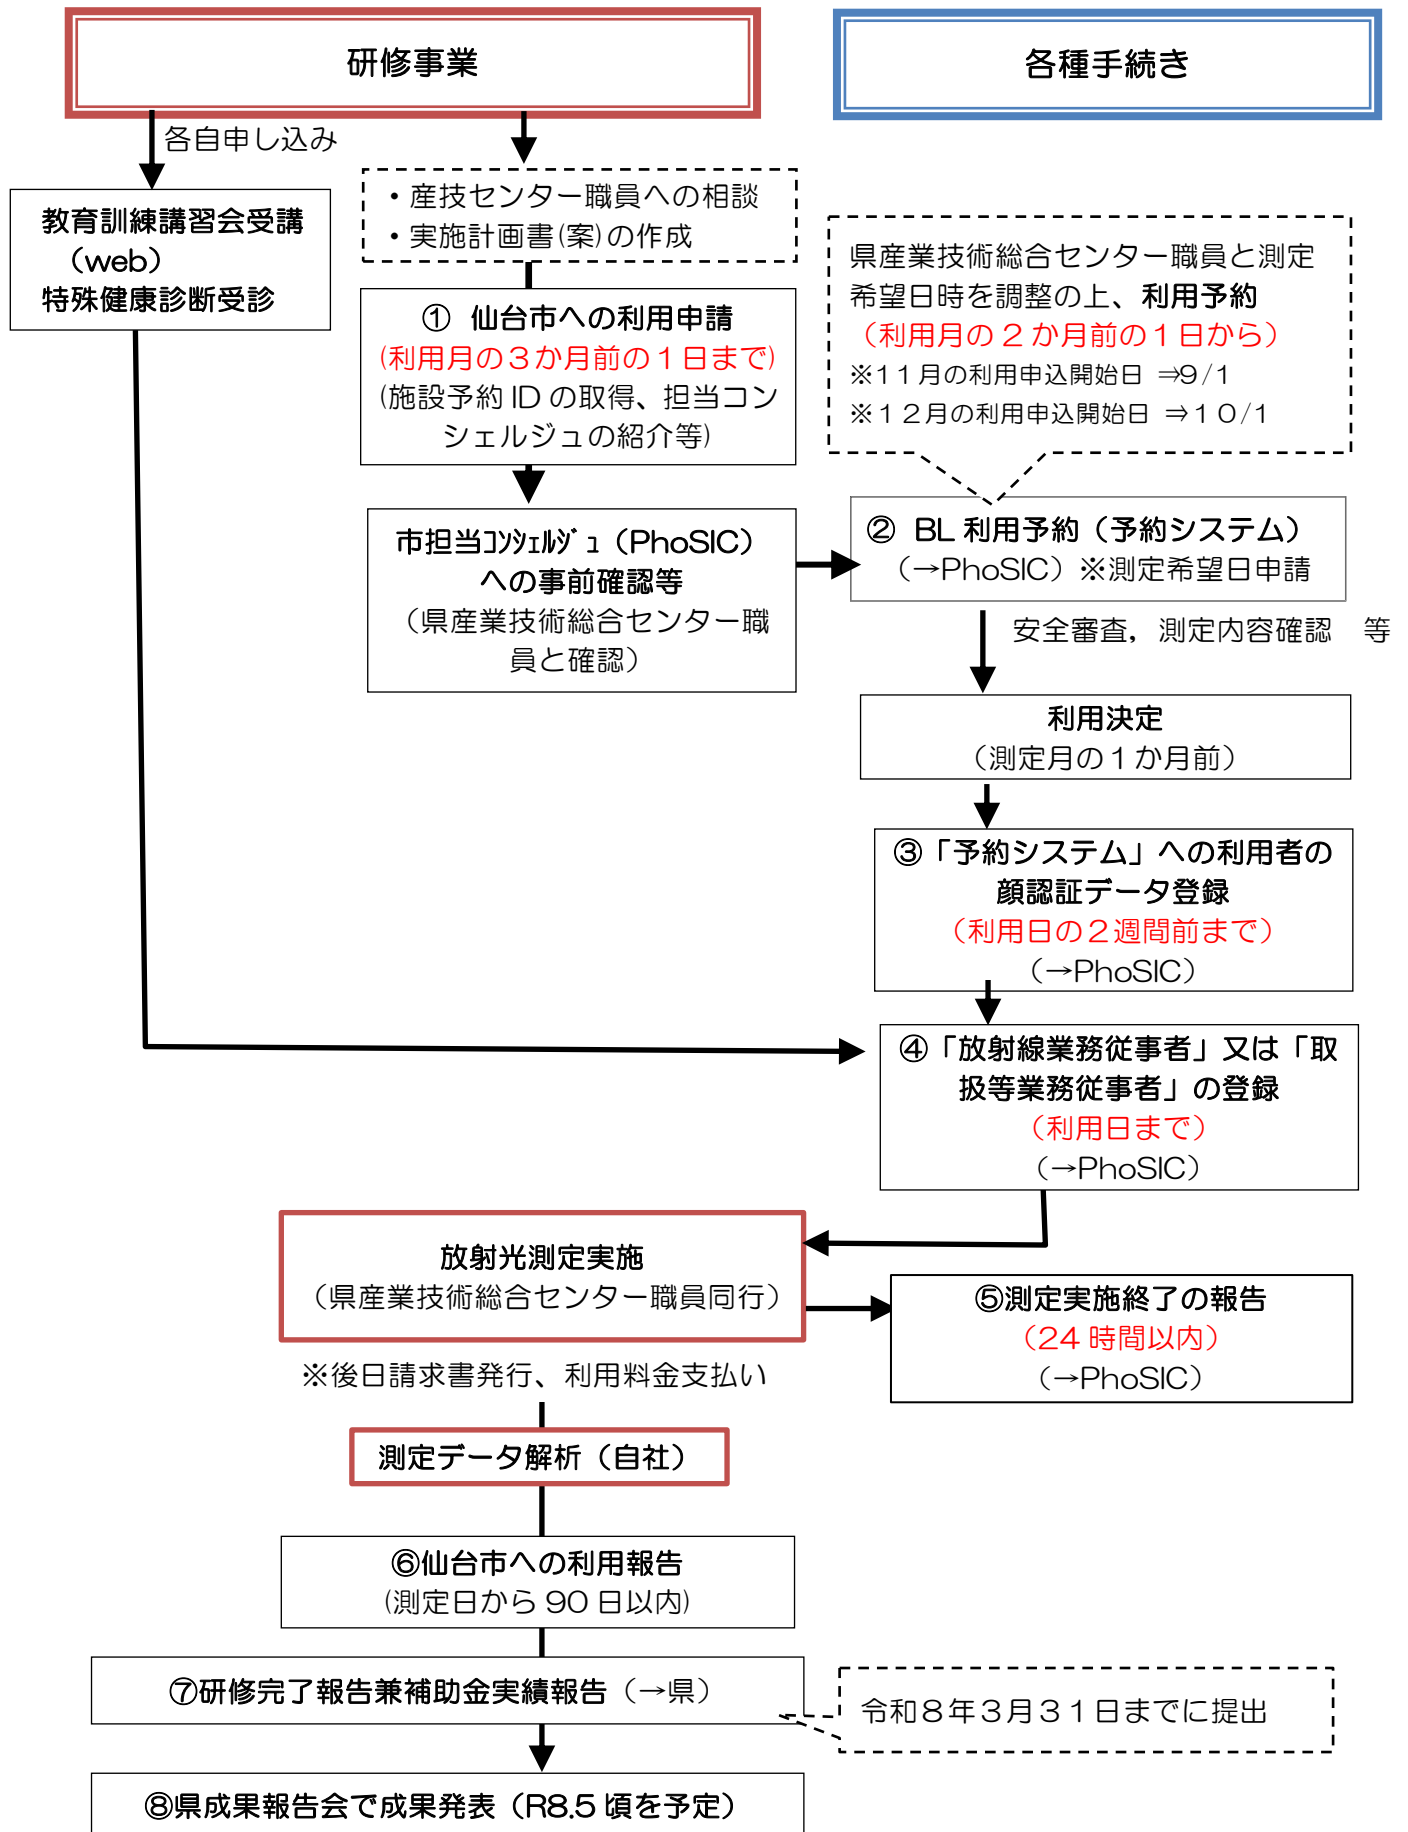 研修事業
各種手続き
各自申し込み
教育訓練講習会受講
（web）
特殊健康診断受診
・産技センター職員への相談
・実施計画書(案)の作成
① 仙台市への利用申請
(利用月の３か月前の１日まで)
(施設予約 ID の取得、担当コン
シェルジュの紹介等)
県産業技術総合センター職員と測定
希望日時を調整の上、利用予約
（利用月の２か月前の１日から）
※１１月の利用申込開始日 ⇒9/1
※１２月の利用申込開始日 ⇒１０/1
市担当ｺﾝｼｪﾙｼﾞｭ（PhoSIC）
への事前確認等
（県産業技術総合センター職
員と確認）
② BL 利用予約（予約システム）
（→PhoSIC）※測定希望日申請
安全審査，測定内容確認　等
利用決定
（測定月の１か月前）
③「予約システム」への利用者の
顔認証データ登録
（利用日の２週間前まで）
（→PhoSIC）
④「放射線業務従事者」又は「取
扱等業務従事者」の登録
（利用日まで）
（→PhoSIC）
放射光測定実施
（県産業技術総合センター職員同行）
⑤測定実施終了の報告
（24 時間以内）
（→PhoSIC）
※後日請求書発行、利用料金支払い
測定データ解析（自社）
⑥仙台市への利用報告
(測定日から 90 日以内)
⑦研修完了報告兼補助金実績報告（→県）
令和８年３月３１日までに提出
⑧県成果報告会で成果発表（R8.5 頃を予定）